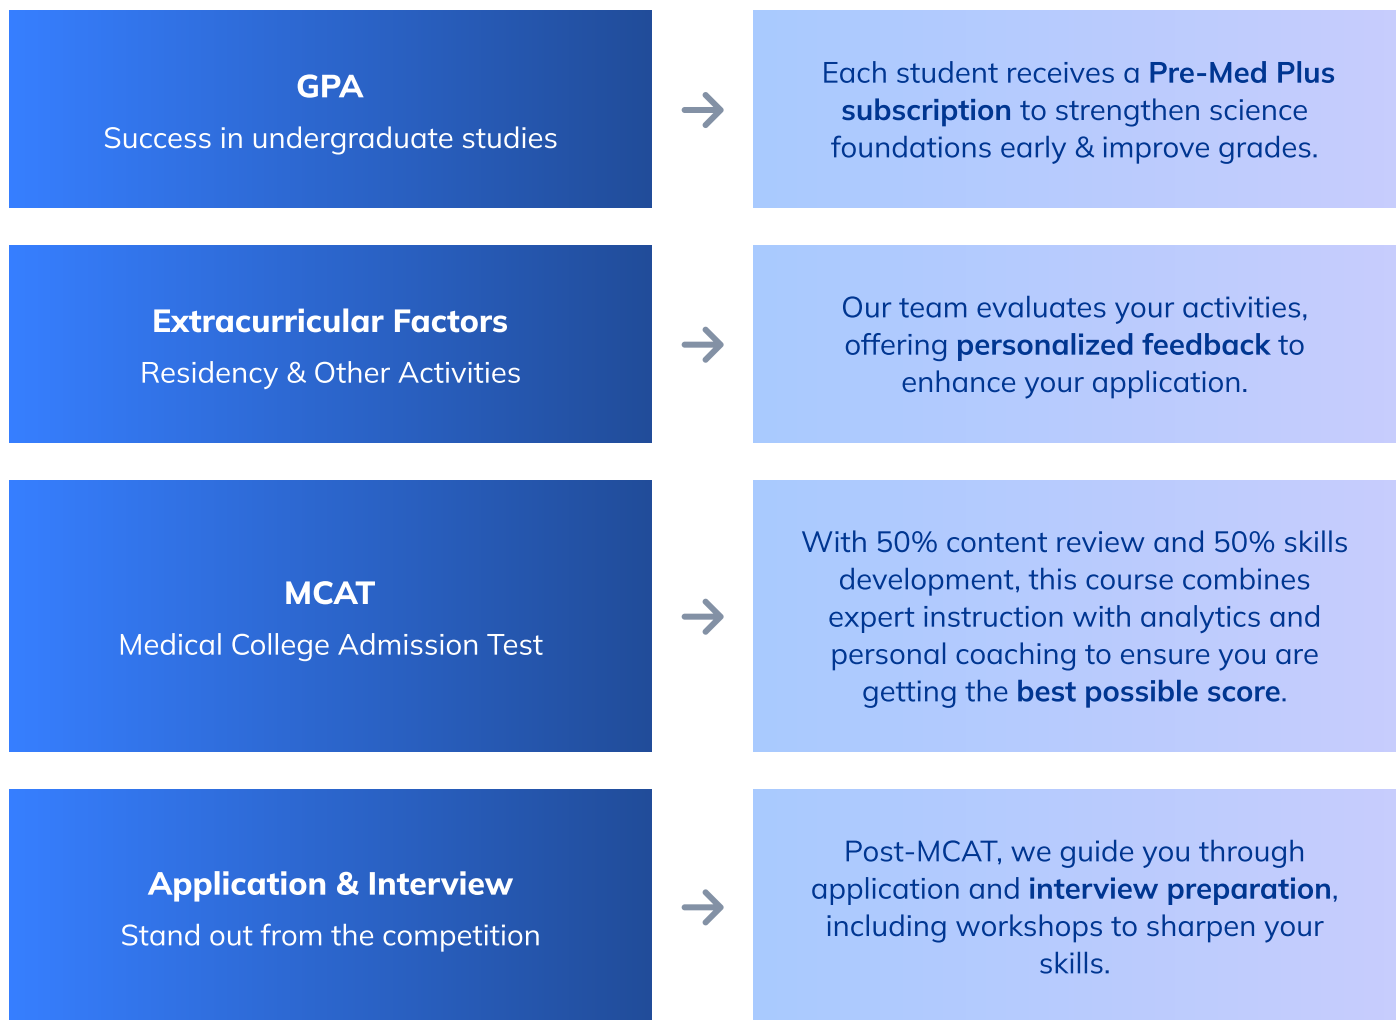 GPA
Success in undergraduate studies
Each student receives a Pre-Med Plus
subscription to strengthen science
foundations early & improve grades.
Extracurricular Factors
Residency & Other Activities
Our team evaluates your activities,
offering personalized feedback to
enhance your application.
MCAT
Medical College Admission Test
With 50% content review and 50% skills
development, this course combines
expert instruction with analytics and
personal coaching to ensure you are
getting the best possible score.
Application & Interview
Stand out from the competition
Post-MCAT, we guide you through
application and interview preparation,
including workshops to sharpen your
skills.